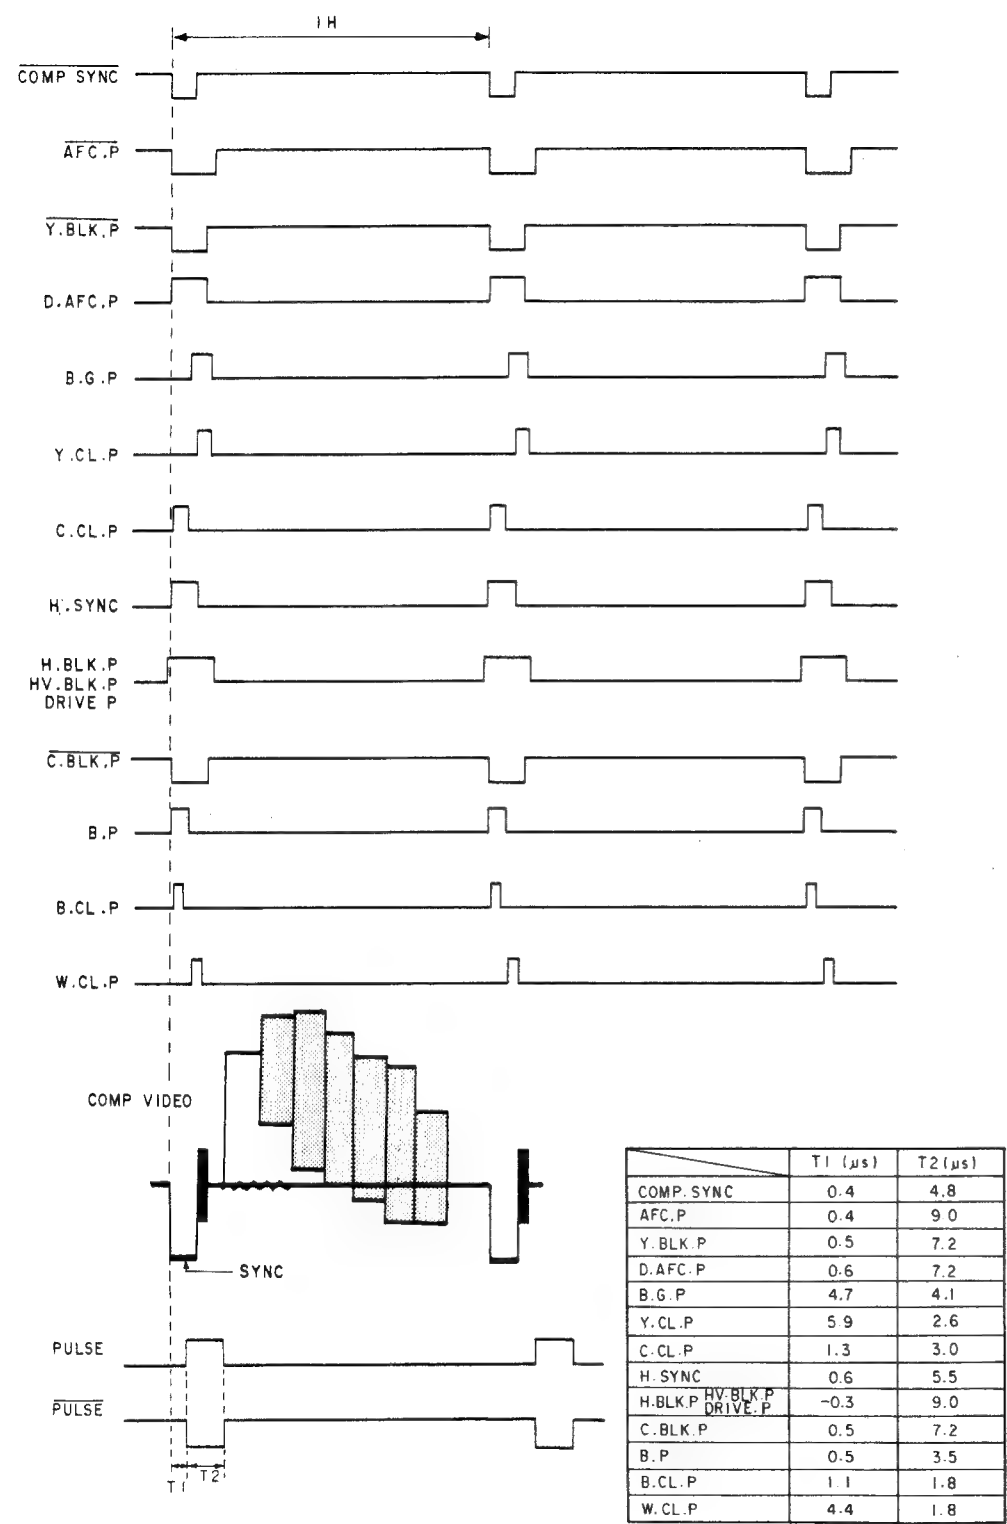 1H
COMP SYNC
AFC.P
Y.BLK.P
D.AFC.P
B.G.P
Y.CL.P
C.CL.P
H.SYNC
H.BLK.P
HV.BLK.P
DRIVE P
C.BLK.P
B.P
B.CL.P
W.CL.P
COMP VIDEO
SYNC
PULSE
PULSE
T1 T2
T1 (μs) T2(μs)
COMP. SYNC 0.4 4.8
AFC.P 0.4 9.0
Y.BLK.P 0.5 7.2
D.AFC.P 0.6 7.2
B.G.P 4.7 4.1
Y.CL.P 5.9 2.6
C.CL.P 1.3 3.0
H.SYNC 0.6 5.5
H.BLK.P HV.BLK.P DRIVE.P -0.3 9.0
C.BLK.P 0.5 7.2
B.P 0.5 3.5
B.CL.P 1.1 1.8
W.CL.P 4.4 1.8